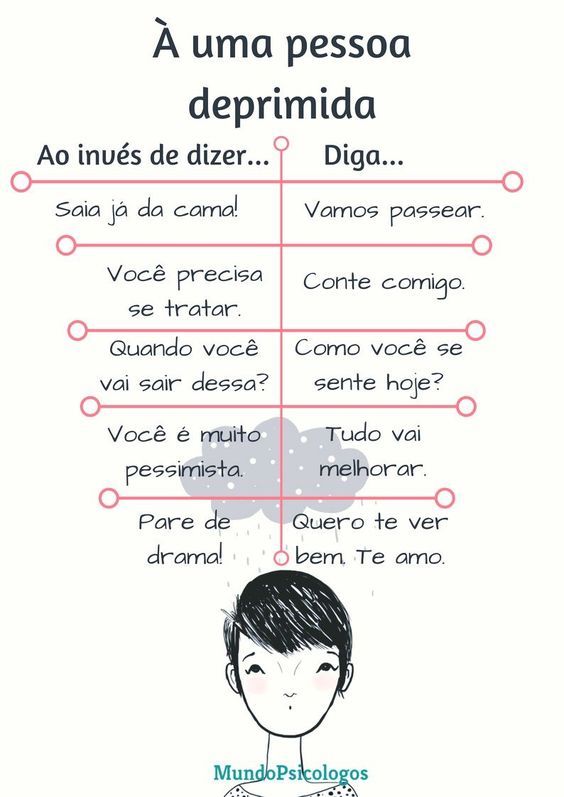 À uma pessoa
deprimida
Ao invés de dizer... Diga...
Saia já da cama! Vamos passear.
Você precisa
se tratar.
Conte comigo.
Quando você
vai sair dessa?
Como você se
sente hoje?
Você é muito
pessimista.
Tudo vai
melhorar.
Pare de
drama!
Quero te ver
bem. Te amo.
MundoPsicologos